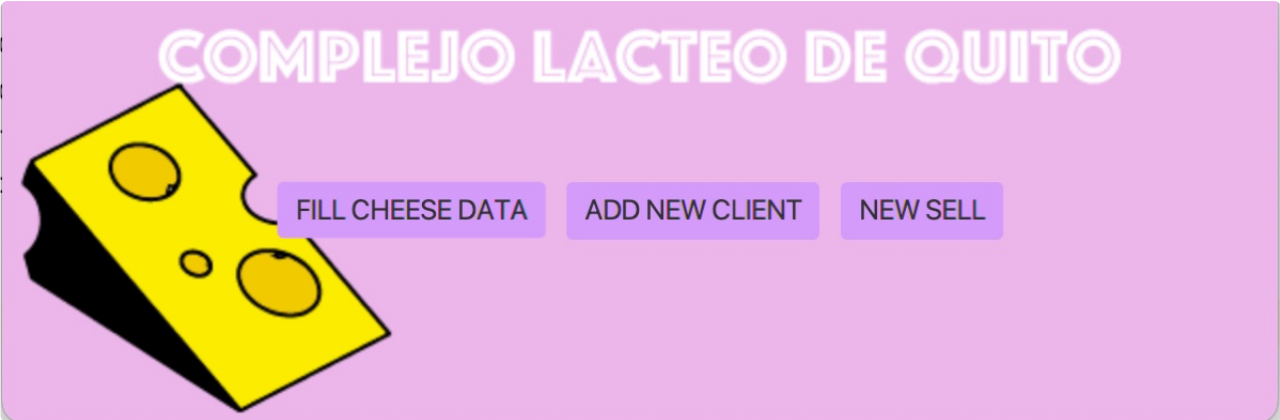 COMPLEJO LACTEO DE QUITO
FILL CHEESE DATA ADD NEW CLIENT NEW SELL